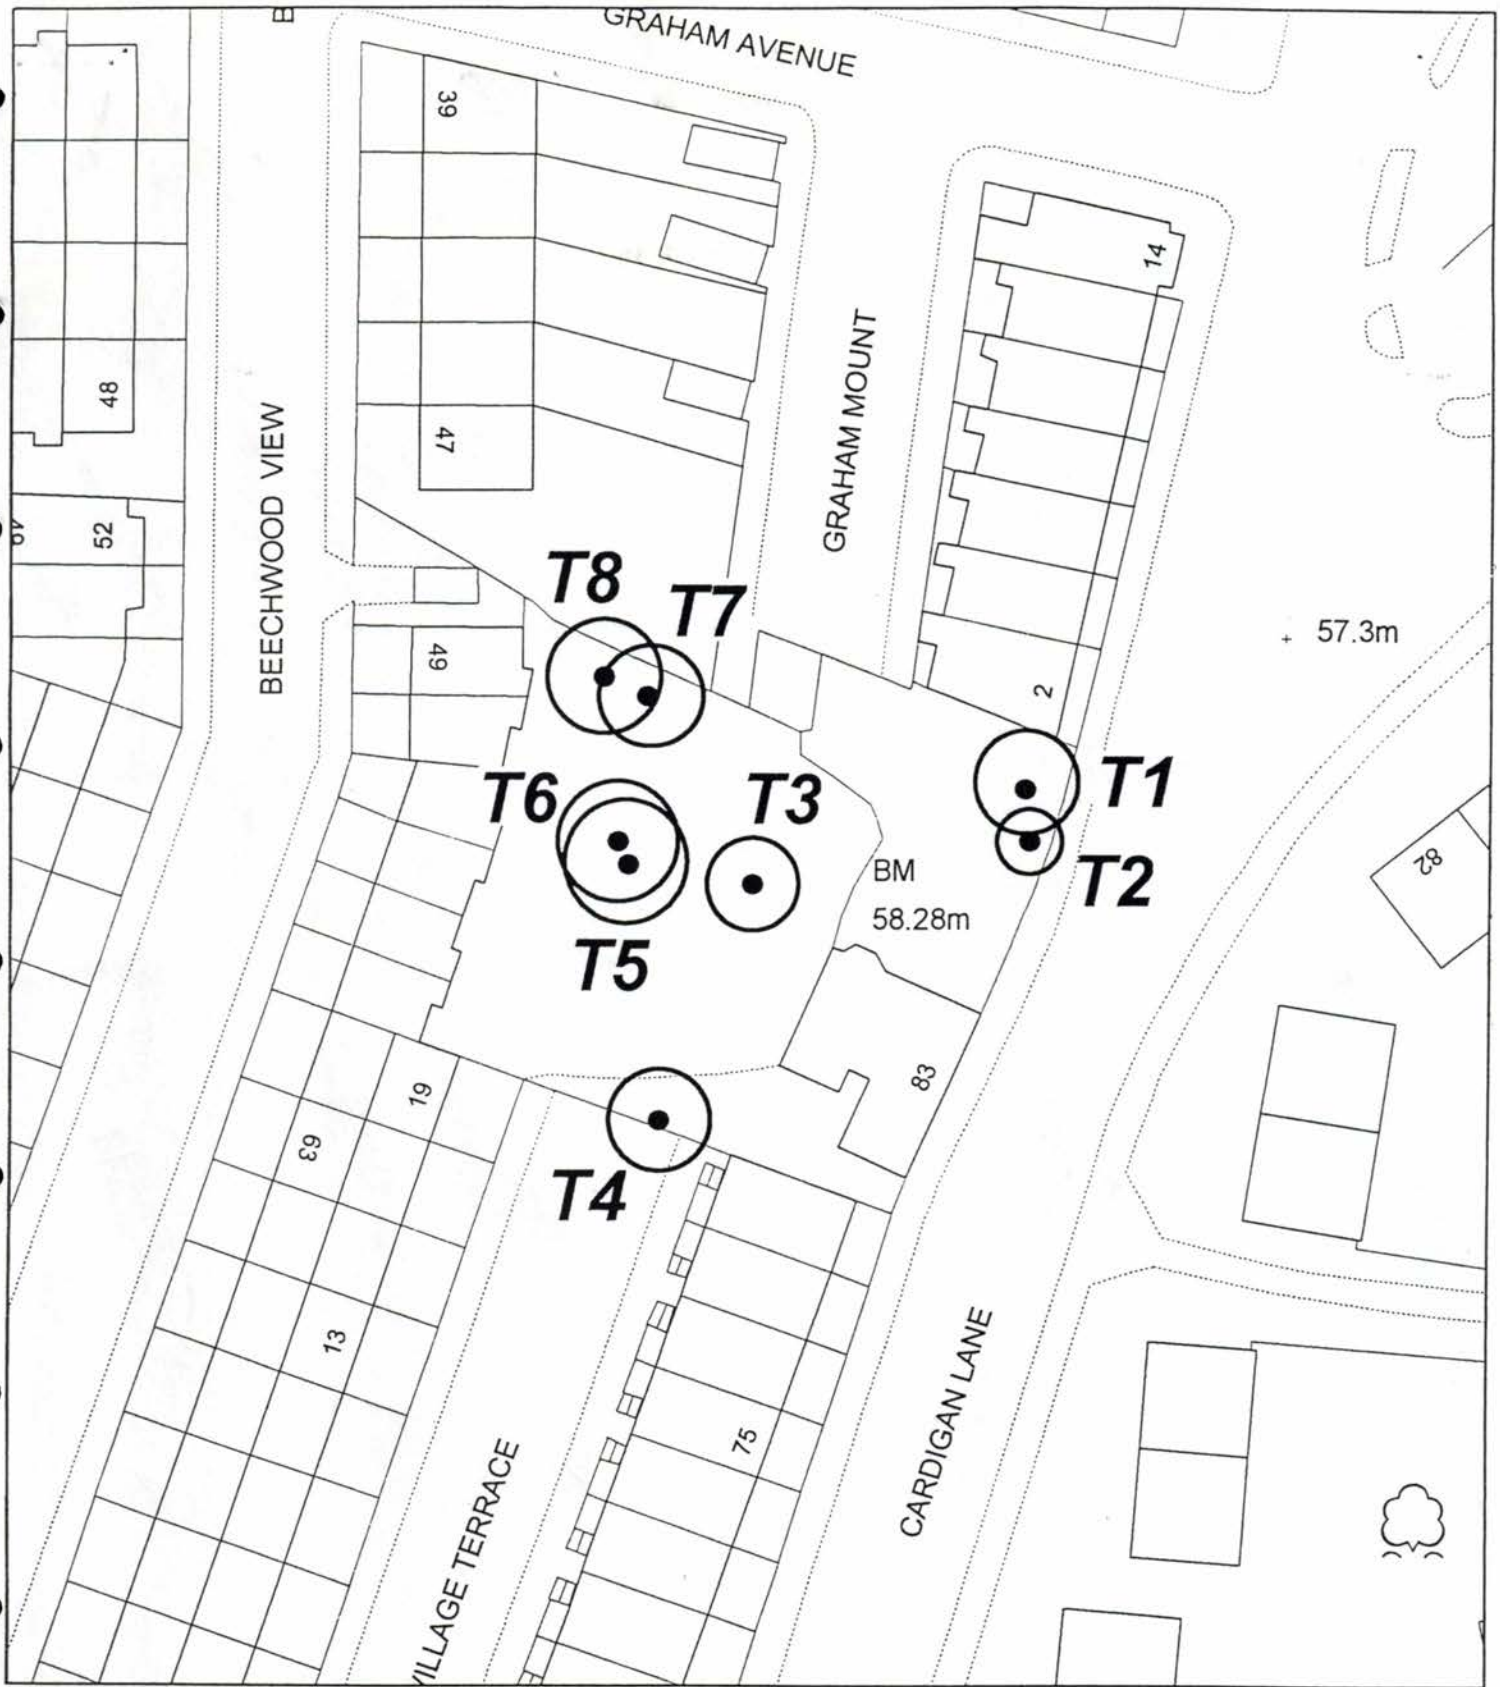 GRAHAM AVENUE
39
14
48
GRAHAM MOUNT
BEECHWOOD VIEW
47
52
T8
T7
57.3m
49
2
T6
T3
T1
BM
58.28m
T2
82
T5
83
19
63
T4
13
75
CARDIGAN LANE
VILLAGE TERRACE